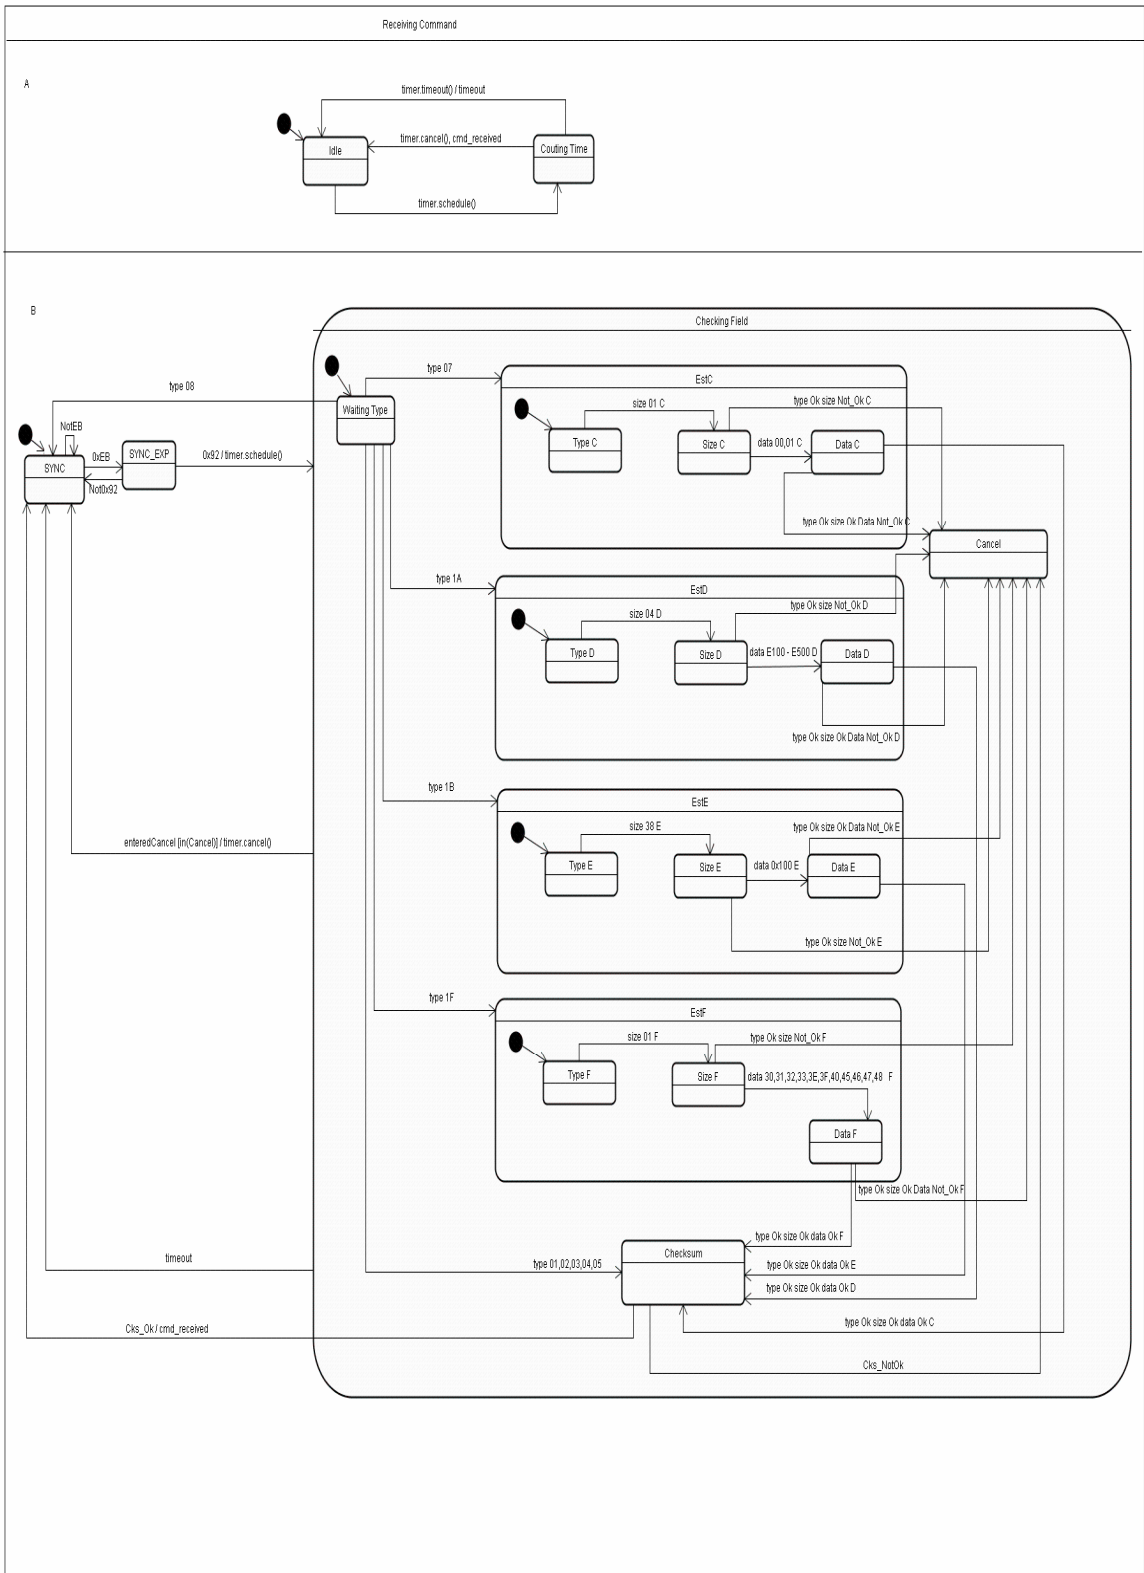 Receiving Command
A
timer.timeout() / timeout
timer.cancel(), cmd_received
Idle
Couting Time
timer.schedule()
B
Checking Field
type 08
type 07
EstC
Waiting Type
size 01 C
type Ok size Not_Ok C
NotEB
SYNC_EXP
Type C
Size C
data 00,01 C
Data C
0xEB
0x92 / timer.schedule()
SYNC
Not0x92
type Ok size Ok Data Not_Ok C
Cancel
type 1A
EstD
size 04 D
type Ok size Not_Ok D
Type D
Size D
data E100 - E500 D
Data D
type Ok size Ok Data Not_Ok D
type 1B
EstE
size 38 E
type Ok size Ok Data Not_Ok E
enteredCancel [in(Cancel)] / timer.cancel()
Type E
Size E
data 0x100 E
Data E
type Ok size Not_Ok E
type 1F
EstF
size 01 F
type Ok size Not_Ok F
Type F
Size F
data 30,31,32,33,3E,3F,40,45,46,47,48 F
Data F
type Ok size Ok Data Not_Ok F
type Ok size Ok data Ok F
Checksum
timeout
type 01,02,03,04,05
type Ok size Ok data Ok E
type Ok size Ok data Ok D
Cks_Ok / cmd_received
type Ok size Ok data Ok C
Cks_NotOk